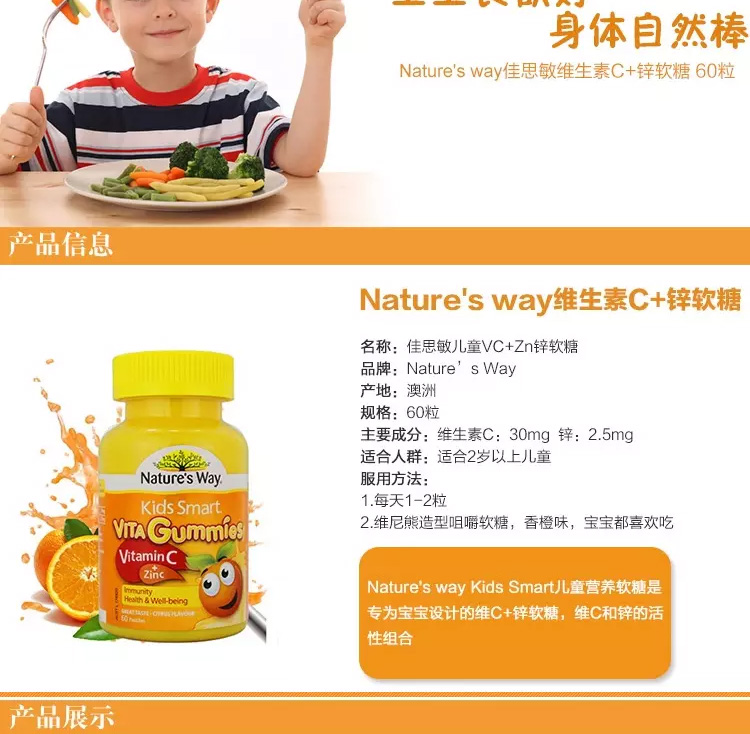 身体自然棒
Nature's way佳思敏维生素C+锌软糖 60粒
产品信息
Nature's way维生素C+锌软糖
名称：佳思敏儿童VC+Zn锌软糖
品牌：Nature’s Way
产地：澳洲
规格：60粒
主要成分：维生素C：30mg 锌：2.5mg
适合人群：适合2岁以上儿童
服用方法：
1.每天1-2粒
2.维尼熊造型咀嚼软糖，香橙味，宝宝都喜欢吃
Nature's Way
Kids Smart
VITA Gummies
Vitamin C
+
Zinc
Immunity
Health & Well-being
GREAT TASTE - CITRUS FLAVOUR
60 Pastilles
Nature's way Kids Smart儿童营养软糖是
专为宝宝设计的维C+锌软糖，维C和锌的活
性组合
产品展示